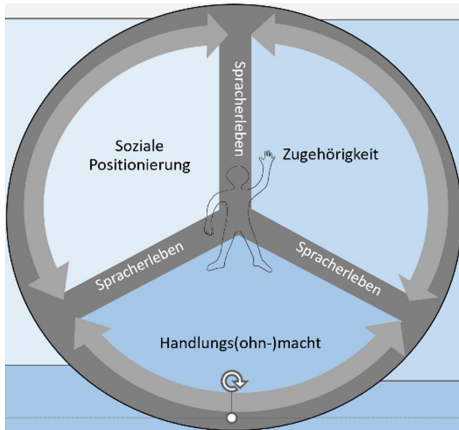 Spracherleben
Soziale
Positionierung
Zugehörigkeit
Spracherleben
Spracherleben
Handlungs(ohn-)macht